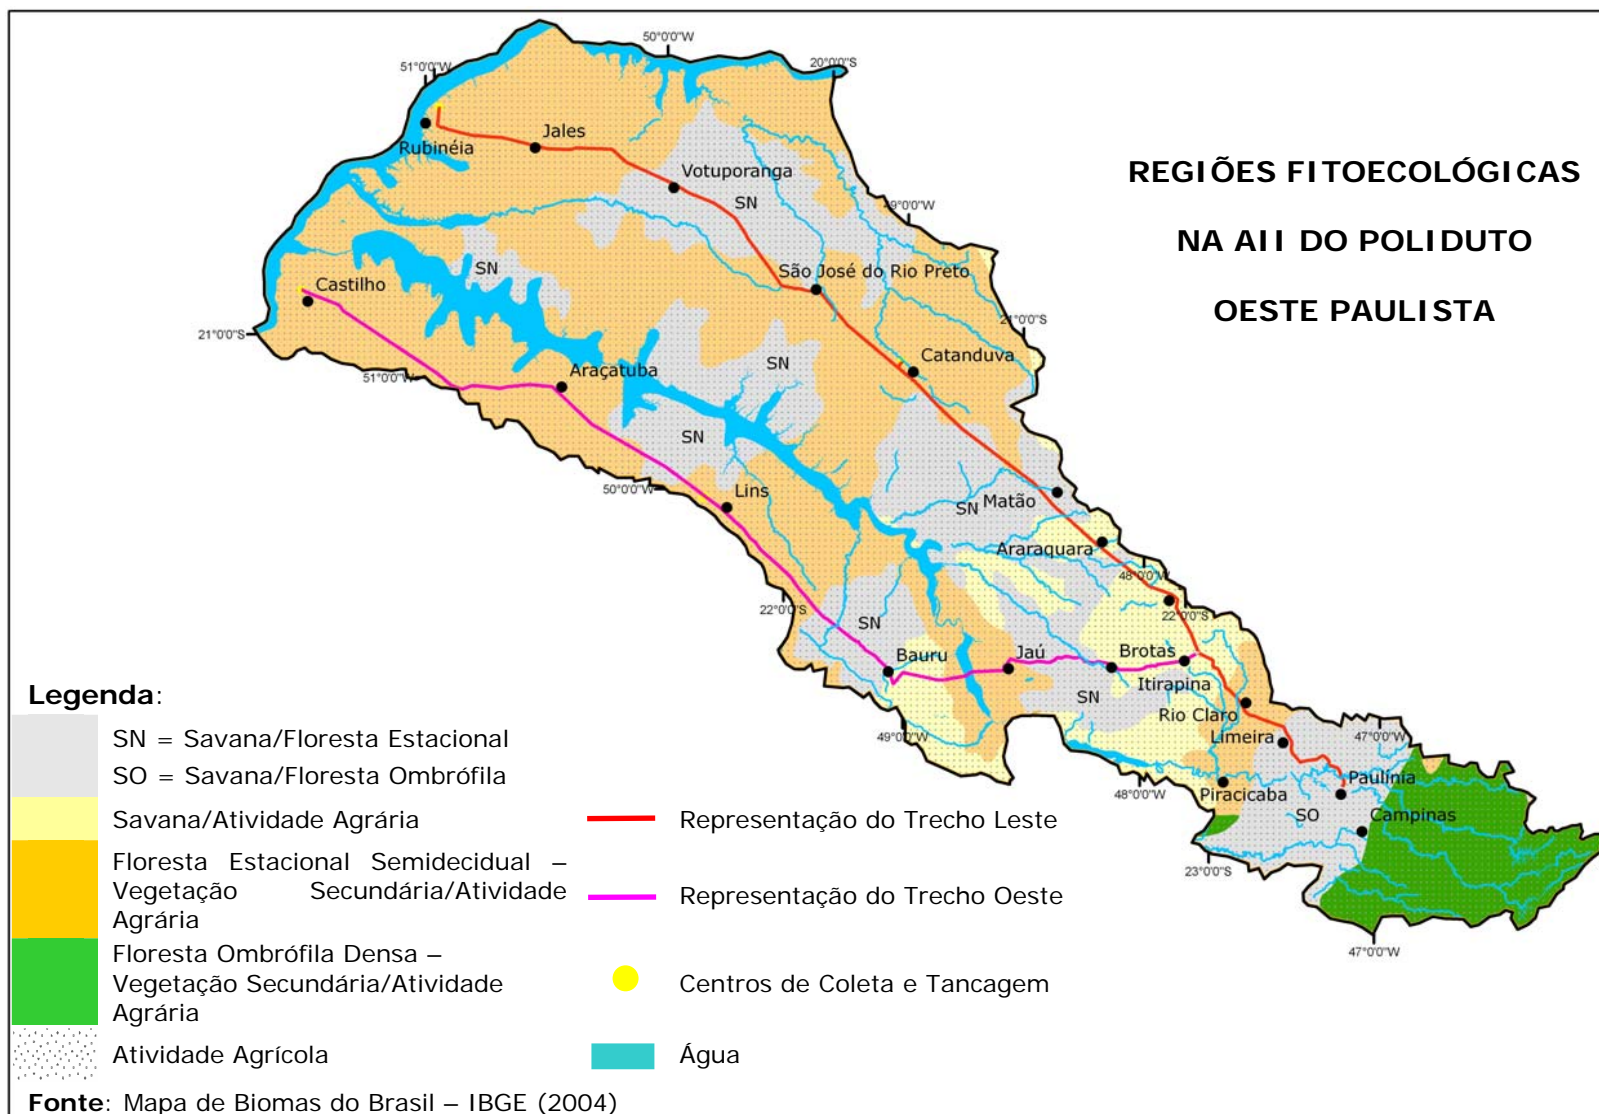 REGIÕES FITOECOLÓGICAS
NA AII DO POLIDUTO
OESTE PAULISTA
50°0'0"W
51°0'0"W
20°0'0"S
Jales
Rubinéia
Votuporanga
SN
49°0'0"W
SN
São José do Rio Preto
Castilho
21°0'0"S
21°0'0"S
SN
Catanduva
51°0'0"W
Araçatuba
SN
50°0'0"W
Lins
SN
Matão
Araraquara
48°0'0"W
22°0'0"S
22°0'0"S
SN
Bauru
Jaú
Brotas
Itirapina
SN
Rio Claro
49°0'0"W
Limeira
47°0'0"W
48°0'0"W
Piracicaba
Paulínia
SO
Campinas
23°0'0"S
47°0'0"W
Legenda:
SN = Savana/Floresta Estacional
SO = Savana/Floresta Ombrófila
Savana/Atividade Agrária
Floresta Estacional Semidecidual –
Vegetação Secundária/Atividade
Agrária
Floresta Ombrófila Densa –
Vegetação Secundária/Atividade
Agrária
Atividade Agrícola
Representação do Trecho Leste
Representação do Trecho Oeste
Centros de Coleta e Tancagem
Água
Fonte: Mapa de Biomas do Brasil – IBGE (2004)